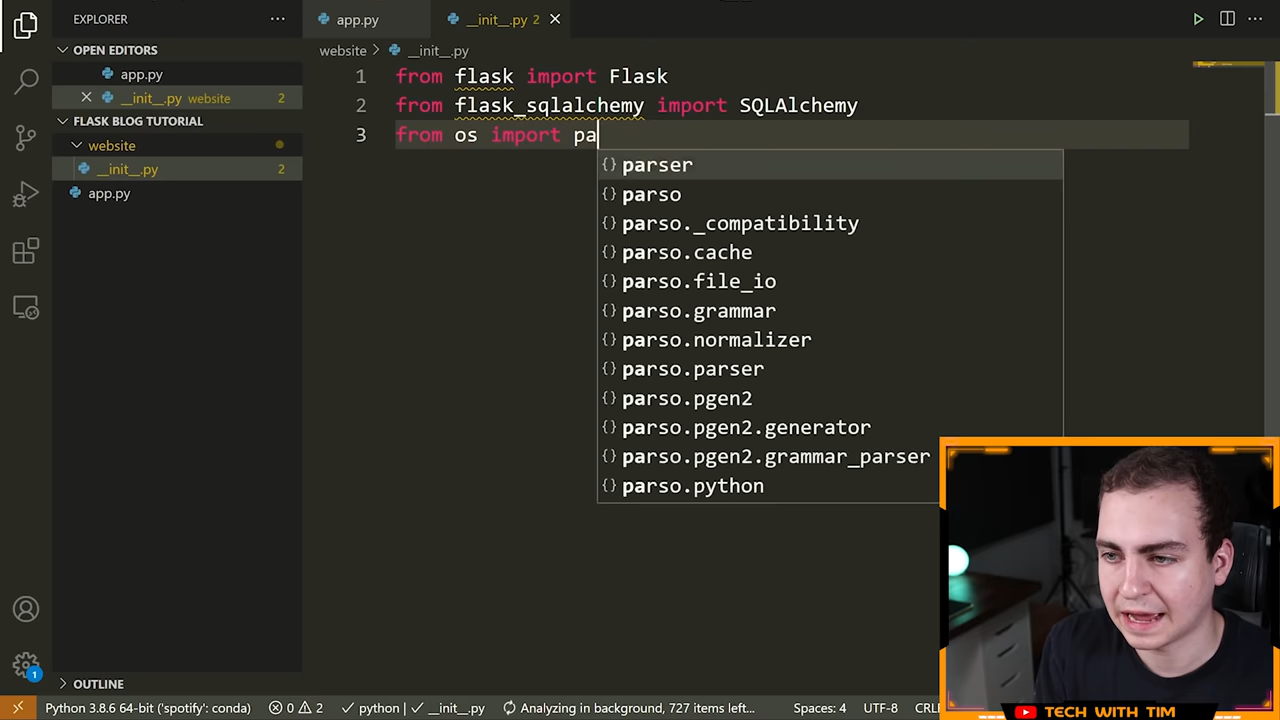 EXPLORER
app.py
__init__.py 2
OPEN EDITORS
website
__init__.py
app.py
__init__.py website 2
FLASK BLOG TUTORIAL
website
__init__.py 2
app.py
1 from flask import Flask
2 from flask_sqlalchemy import SQLAlchemy
3 from os import pa
parser
parso
parso._compatibility
parso.cache
parso.file_io
parso.grammar
parso.normalizer
parso.parser
parso.pgen2
parso.pgen2.generator
parso.pgen2.grammar_parser
parso.python
1
OUTLINE
Python 3.8.6 64-bit ('spotify': conda) 0 2 python | __init__.py Analyzing in background, 727 items left... Spaces: 4 UTF-8 CRL
TECH WITH TIM